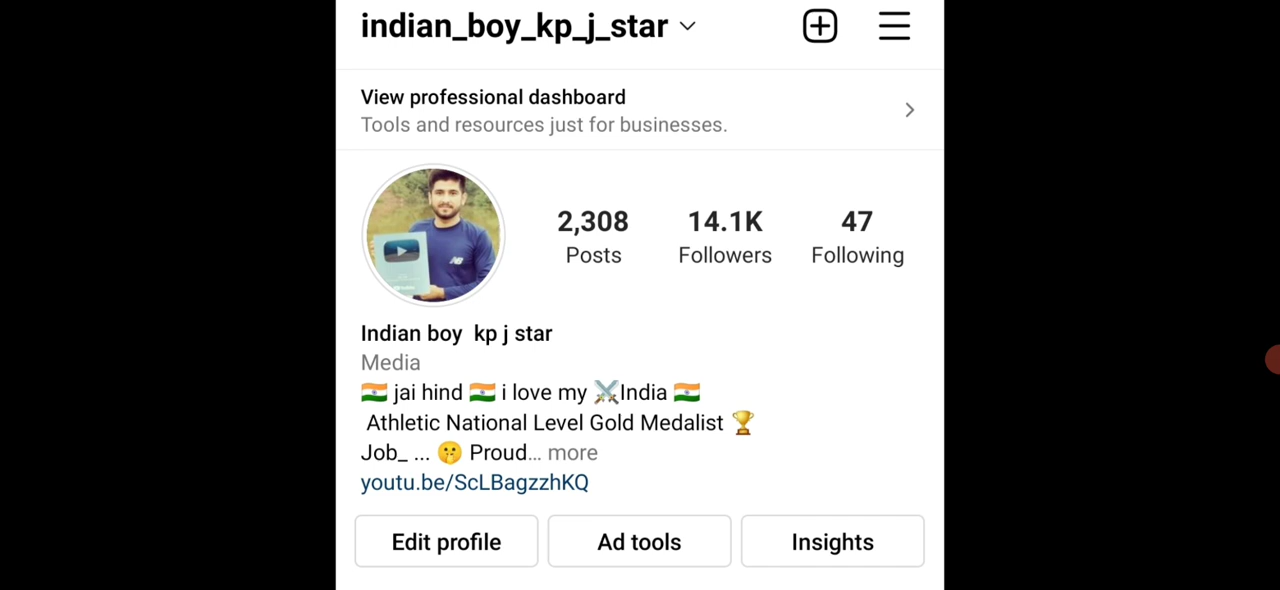 indian_boy_kp_j_star
View professional dashboard
Tools and resources just for businesses.
2,308 14.1K 47
Posts Followers Following
Indian boy kp j star
Media
🇮🇳 jai hind 🇮🇳 i love my ⚔️India 🇮🇳
Athletic National Level Gold Medalist 🏆
Job_ ... 🤫 Proud... more
youtu.be/ScLBagzzhKQ
Edit profile Ad tools Insights